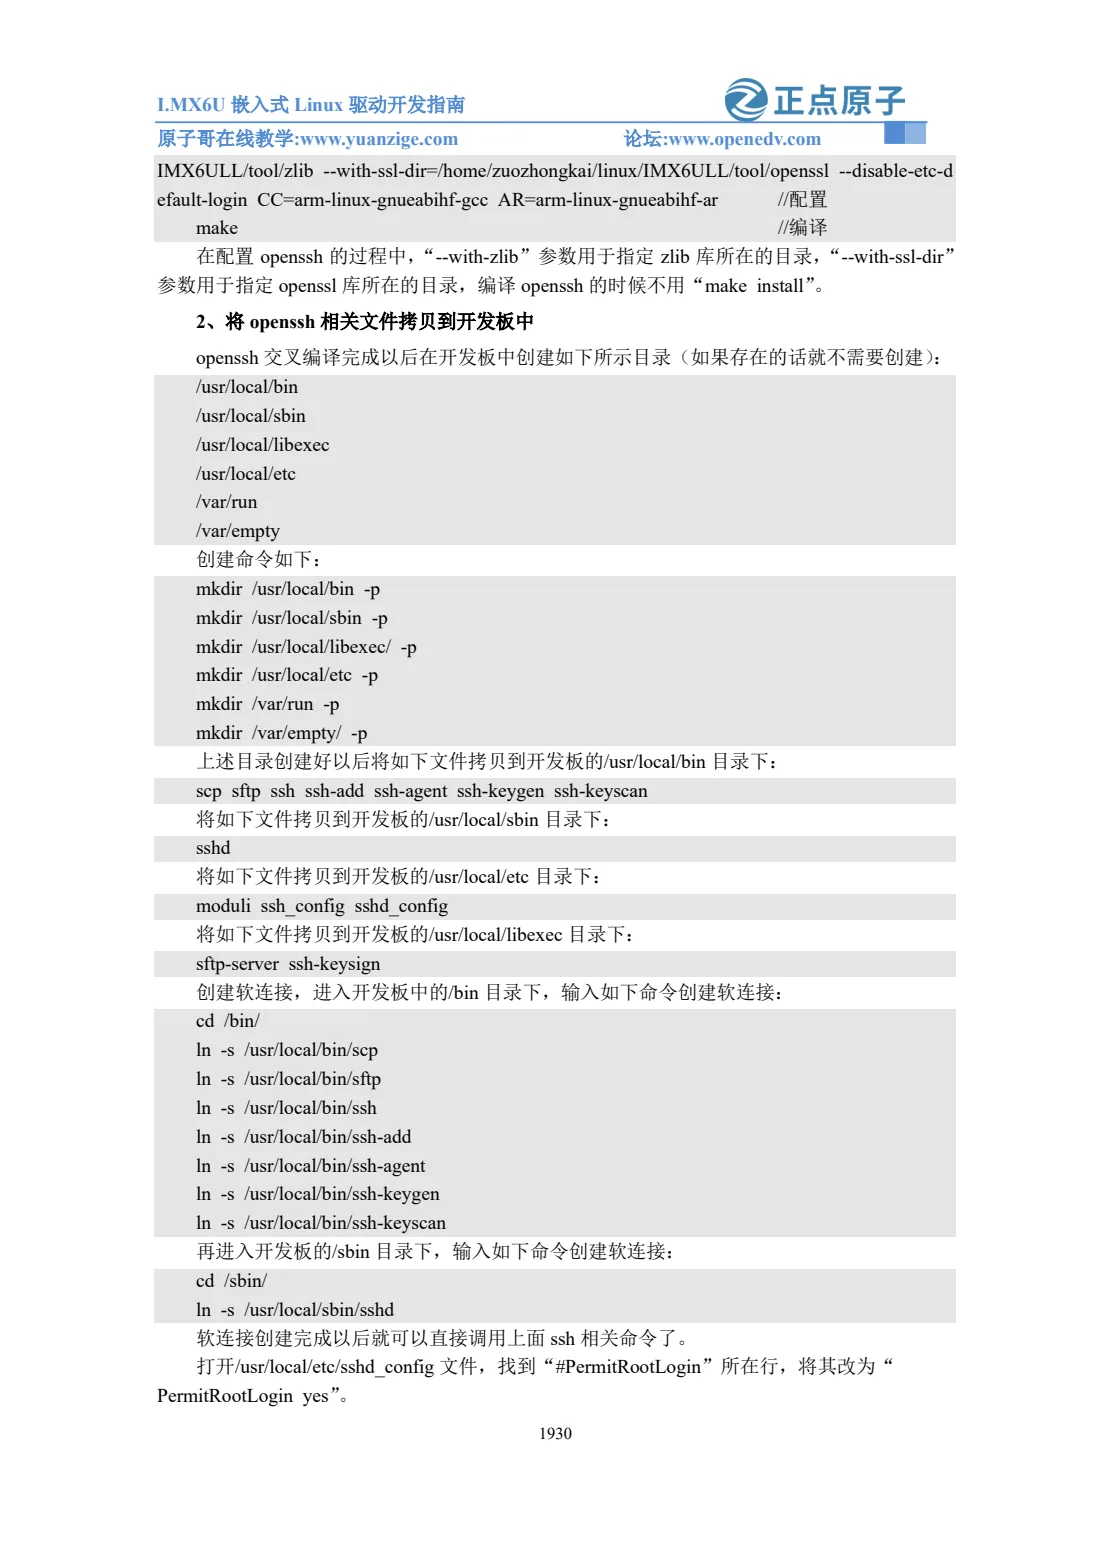 I.MX6U 嵌入式 Linux 驱动开发指南
正点原子
原子哥在线教学:www.yuanzige.com 论坛:www.openedv.com
IMX6ULL/tool/zlib --with-ssl-dir=/home/zuozhongkai/linux/IMX6ULL/tool/openssl --disable-etc-d
efault-login CC=arm-linux-gnueabihf-gcc AR=arm-linux-gnueabihf-ar //配置
make //编译
在配置 openssh 的过程中，“--with-zlib”参数用于指定 zlib 库所在的目录，“--with-ssl-dir”
参数用于指定 openssl 库所在的目录，编译 openssh 的时候不用“make install”。
2、将 openssh 相关文件拷贝到开发板中
openssh 交叉编译完成以后在开发板中创建如下所示目录（如果存在的话就不需要创建）：
/usr/local/bin
/usr/local/sbin
/usr/local/libexec
/usr/local/etc
/var/run
/var/empty
创建命令如下：
mkdir /usr/local/bin -p
mkdir /usr/local/sbin -p
mkdir /usr/local/libexec/ -p
mkdir /usr/local/etc -p
mkdir /var/run -p
mkdir /var/empty/ -p
上述目录创建好以后将如下文件拷贝到开发板的/usr/local/bin 目录下：
scp sftp ssh ssh-add ssh-agent ssh-keygen ssh-keyscan
将如下文件拷贝到开发板的/usr/local/sbin 目录下：
sshd
将如下文件拷贝到开发板的/usr/local/etc 目录下：
moduli ssh_config sshd_config
将如下文件拷贝到开发板的/usr/local/libexec 目录下：
sftp-server ssh-keysign
创建软连接，进入开发板中的/bin 目录下，输入如下命令创建软连接：
cd /bin/
ln -s /usr/local/bin/scp
ln -s /usr/local/bin/sftp
ln -s /usr/local/bin/ssh
ln -s /usr/local/bin/ssh-add
ln -s /usr/local/bin/ssh-agent
ln -s /usr/local/bin/ssh-keygen
ln -s /usr/local/bin/ssh-keyscan
再进入开发板的/sbin 目录下，输入如下命令创建软连接：
cd /sbin/
ln -s /usr/local/sbin/sshd
软连接创建完成以后就可以直接调用上面 ssh 相关命令了。
打开/usr/local/etc/sshd_config 文件，找到“#PermitRootLogin”所在行，将其改为“
PermitRootLogin yes”。
1930